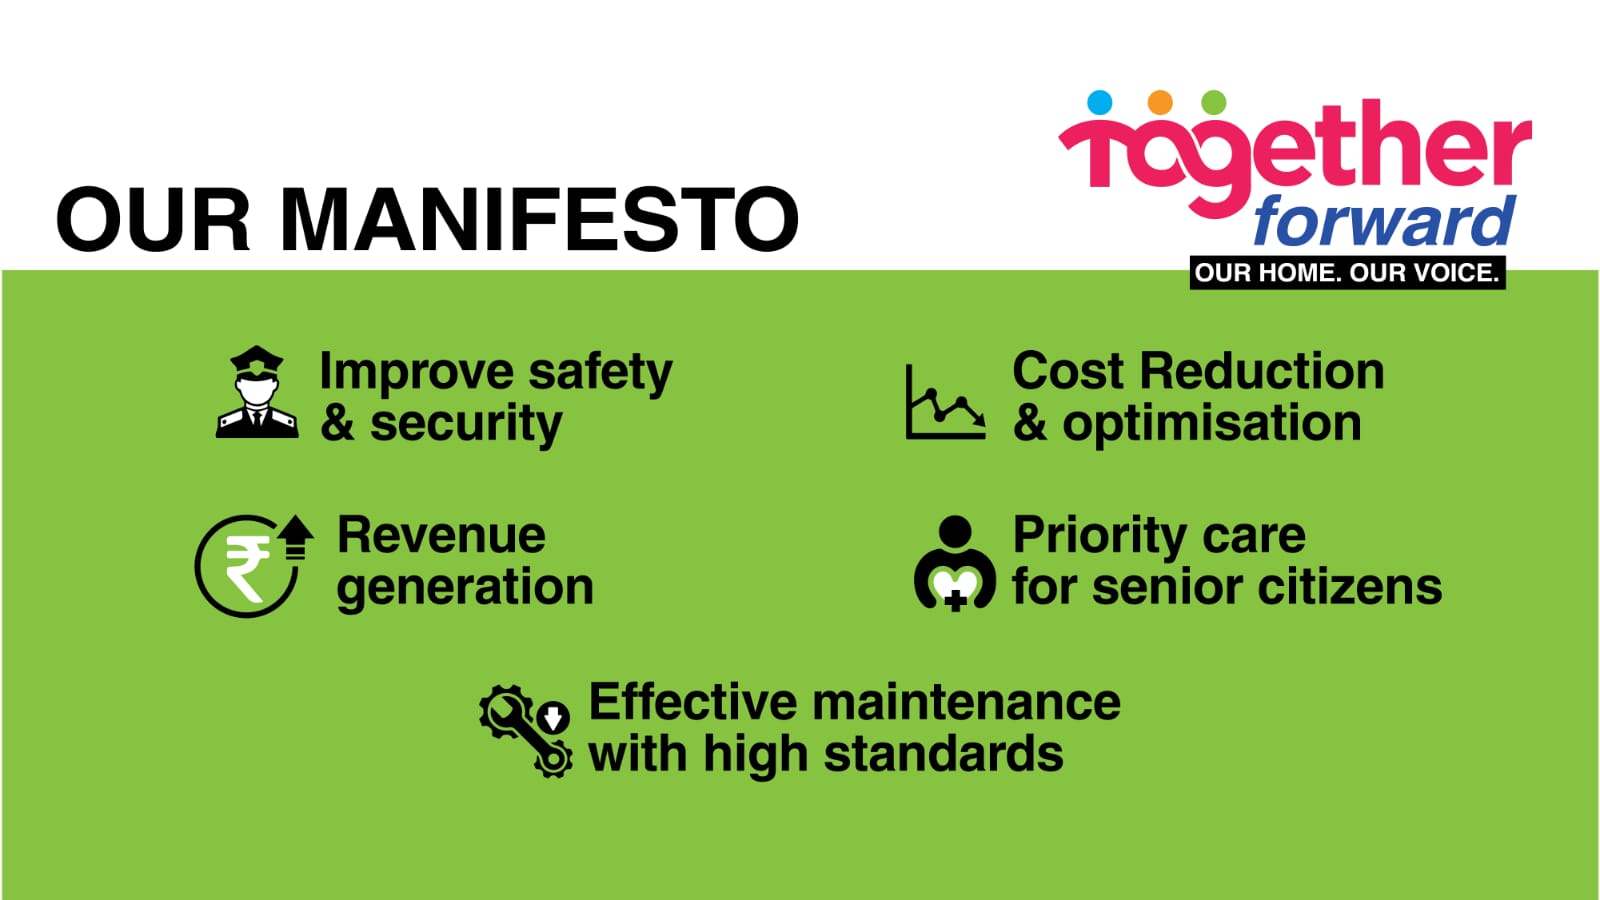 OUR MANIFESTO
Together
forward
OUR HOME. OUR VOICE.
Improve safety
& security
Cost Reduction
& optimisation
₹
Revenue
generation
Priority care
for senior citizens
Effective maintenance
with high standards